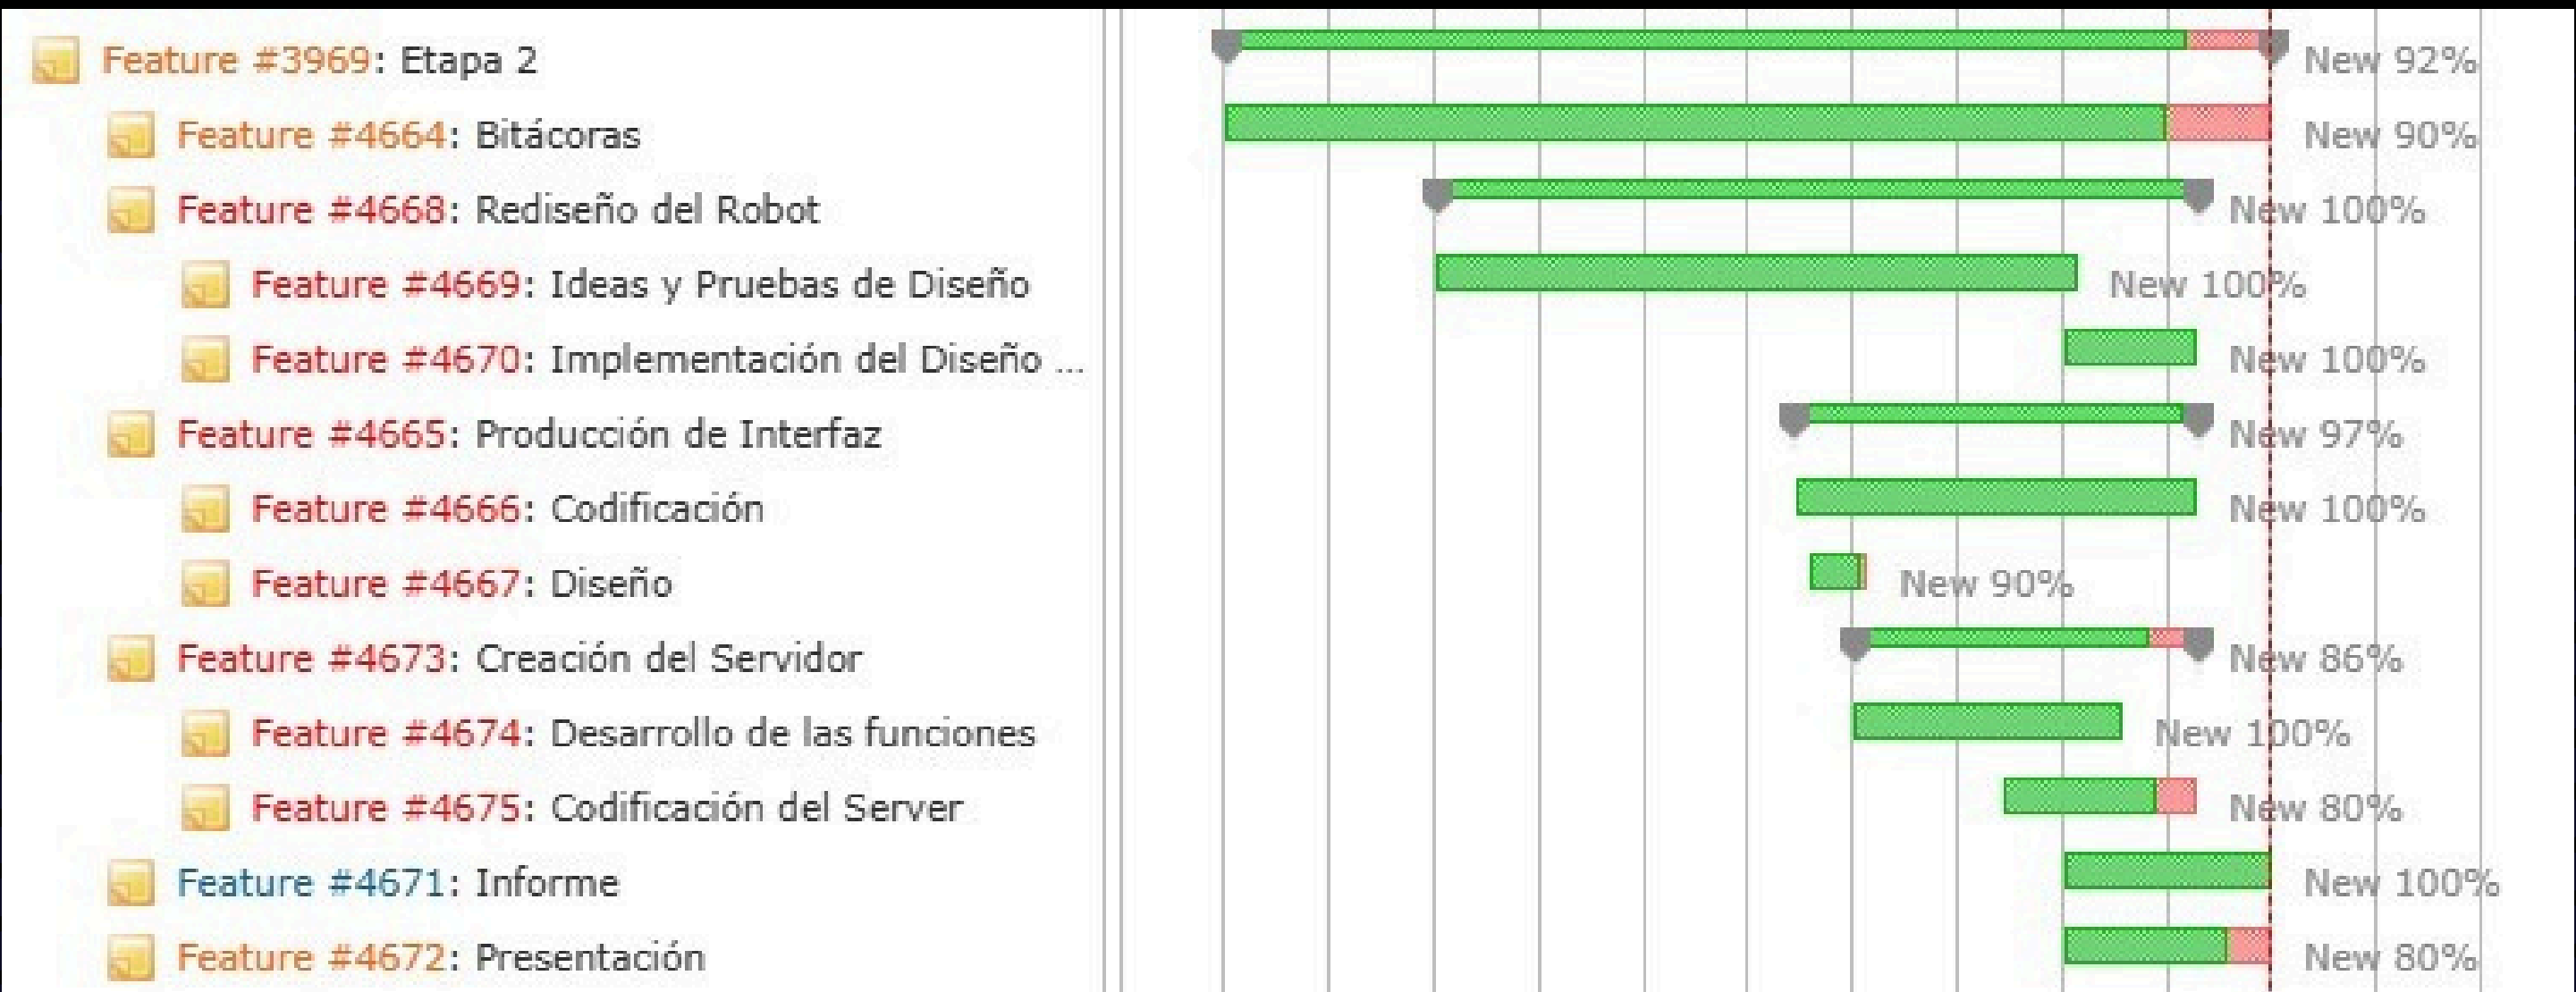 Feature #3969: Etapa 2 New 92%
Feature #4664: Bitácoras New 90%
Feature #4668: Rediseño del Robot New 100%
Feature #4669: Ideas y Pruebas de Diseño New 100%
Feature #4670: Implementación del Diseño ... New 100%
Feature #4665: Producción de Interfaz New 97%
Feature #4666: Codificación New 100%
Feature #4667: Diseño New 90%
Feature #4673: Creación del Servidor New 86%
Feature #4674: Desarrollo de las funciones New 100%
Feature #4675: Codificación del Server New 80%
Feature #4671: Informe New 100%
Feature #4672: Presentación New 80%